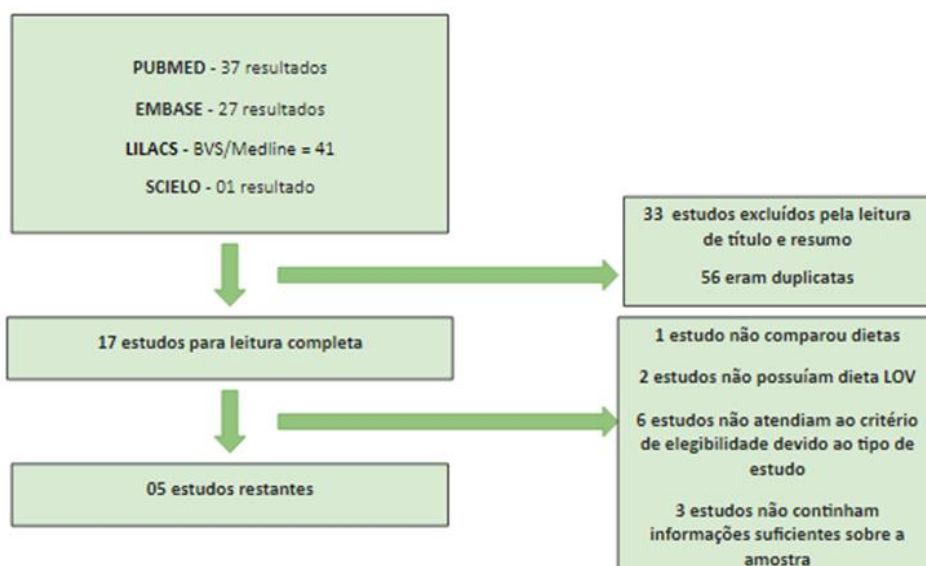 PUBMED - 37 resultados
EMBASE - 27 resultados
LILACS - BVS/Medline = 41
SCIELO - 01 resultado
33 estudos excluídos pela leitura
de título e resumo
56 eram duplicatas
17 estudos para leitura completa
1 estudo não comparou dietas
2 estudos não possuíam dieta LOV
6 estudos não atendiam ao critério
de elegibilidade devido ao tipo de
estudo
3 estudos não continham
informações suficientes sobre a
amostra
05 estudos restantes